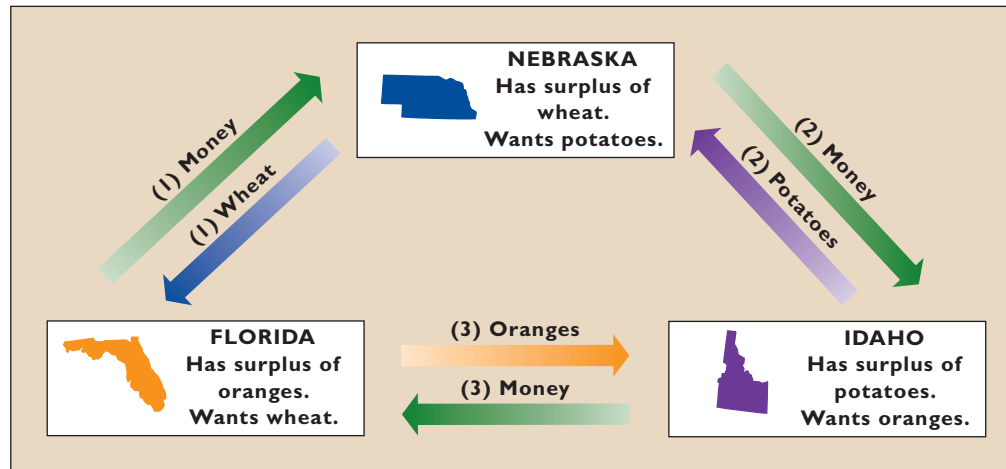 NEBRASKA
Has surplus of
wheat.
Wants potatoes.
(1) Money
(1) Wheat
(2) Money
(2) Potatoes
FLORIDA
Has surplus of
oranges.
Wants wheat.
(3) Oranges
(3) Money
IDAHO
Has surplus of
potatoes.
Wants oranges.